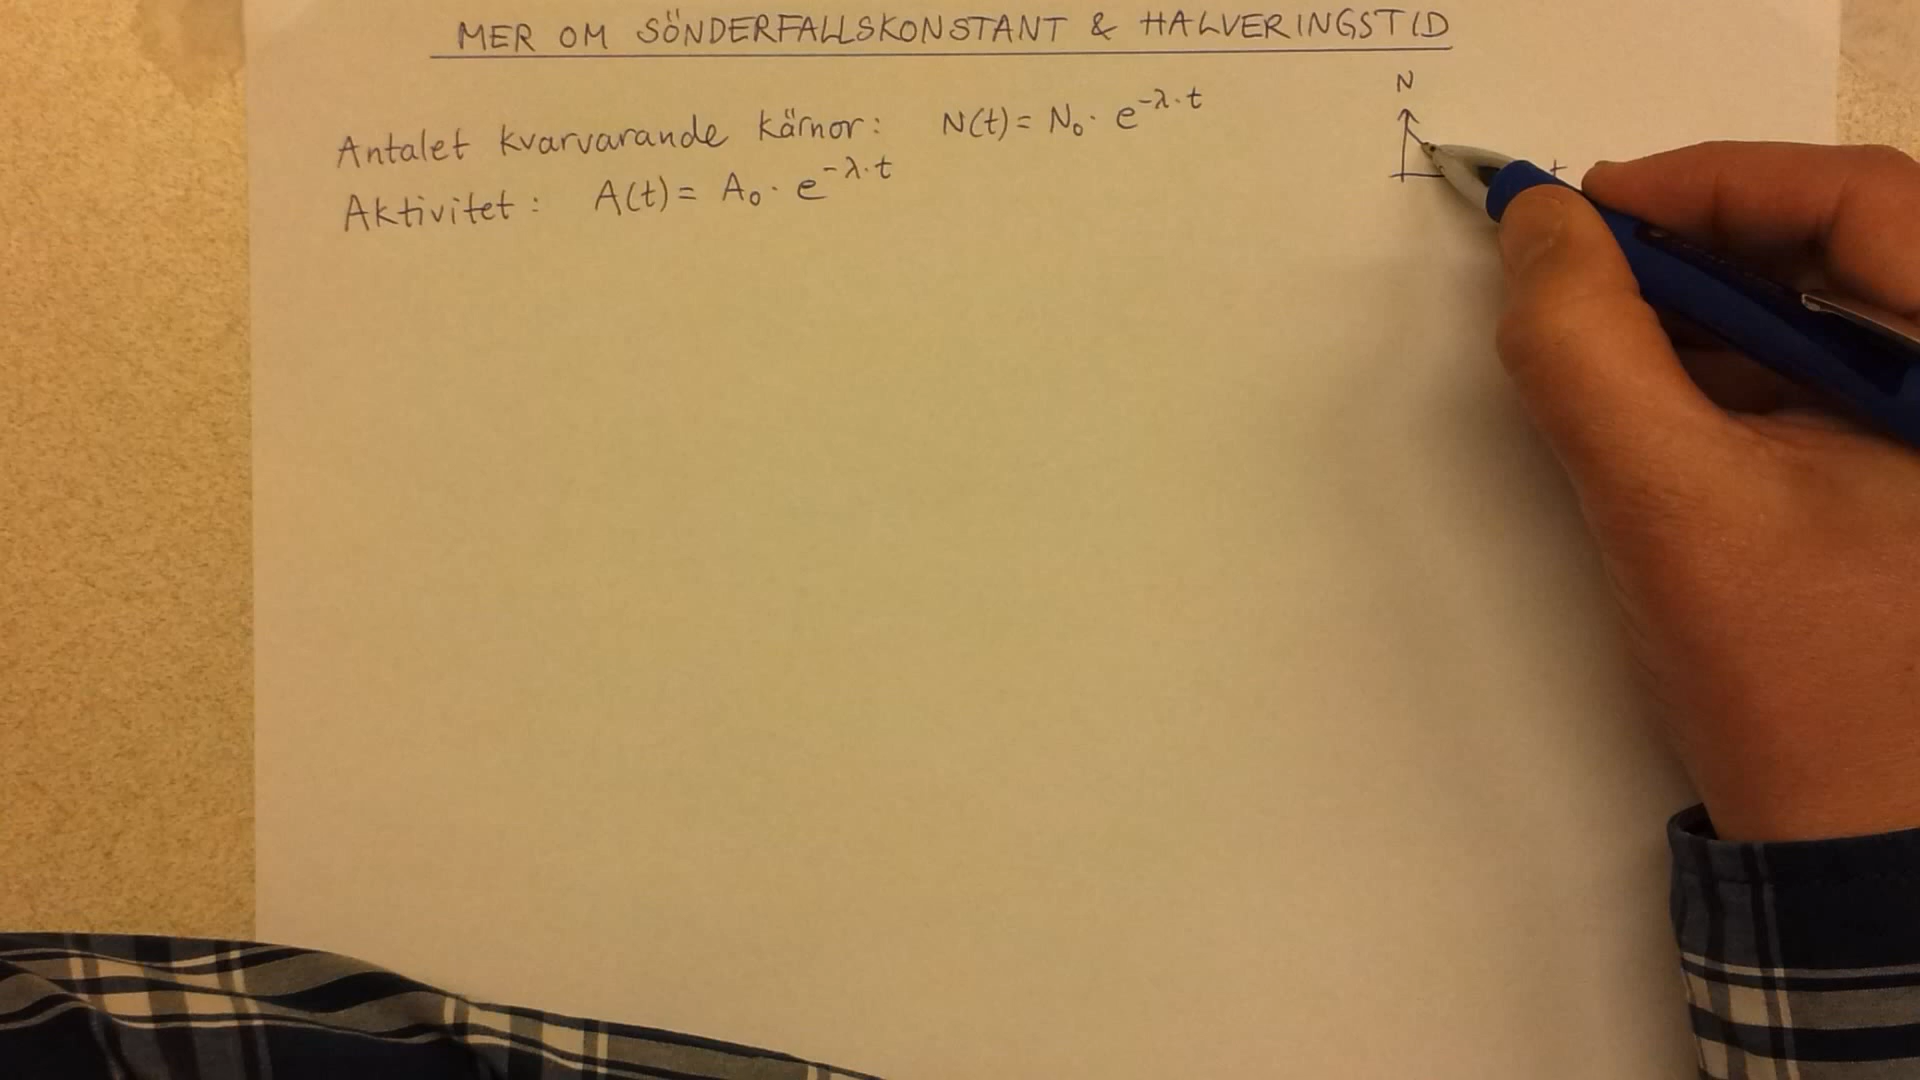 MER OM SÖNDERFALLSKONSTANT & HALVERINGSTID
Antalet kvarvarande kärnor: N(t) = N₀ · e^{-λ·t}
Aktivitet: A(t) = A₀ · e^{-λ·t}
N
t